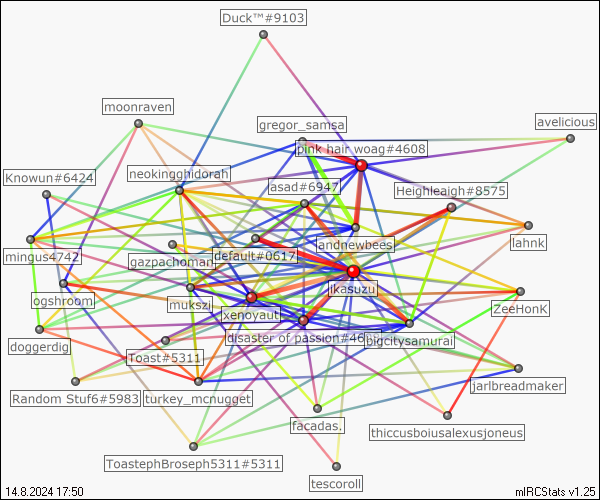 Duck™#9103
moonraven
avelicious
gregor_samsa
pink hair woag#4608
Knowun#6424
neokingghidorah
asad#6947
Heighleaigh#8575
mingus4742
andnewbees
lahnk
gazpachoman
default#0617
jkasuzu
ogshroom
mukszi
xenoyaut
ZeeHonK
disaster of passion#46
bigcitysamurai
doggerdig
Toast#5311
jarlbreadmaker
Random Stuf6#5983
turkey_mcnugget
facadas.
thiccusboiusalexusjoneus
ToastephBroseph5311#5311
tescoroll
14.8.2024 17:50
mIRCStats v1.25